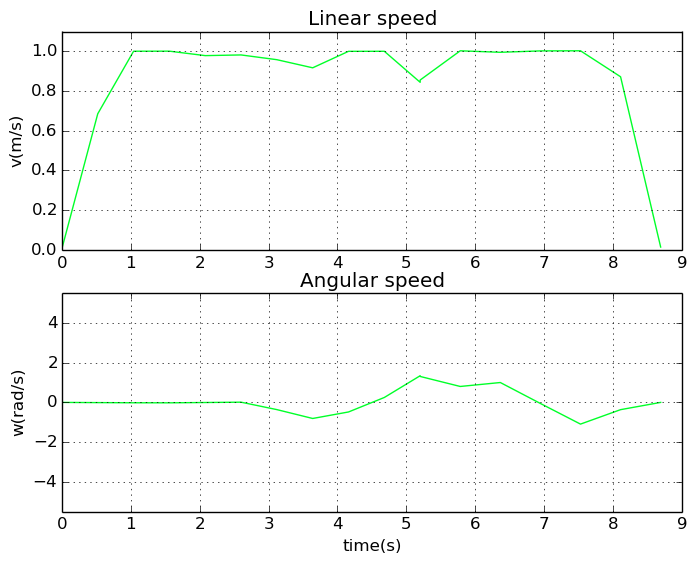 Linear speed
1.0
0.8
0.6
0.4
0.2
0.0
v(m/s)
0 1 2 3 4 5 6 7 8 9
Angular speed
4
2
0
−2
−4
w(rad/s)
0 1 2 3 4 5 6 7 8 9
time(s)